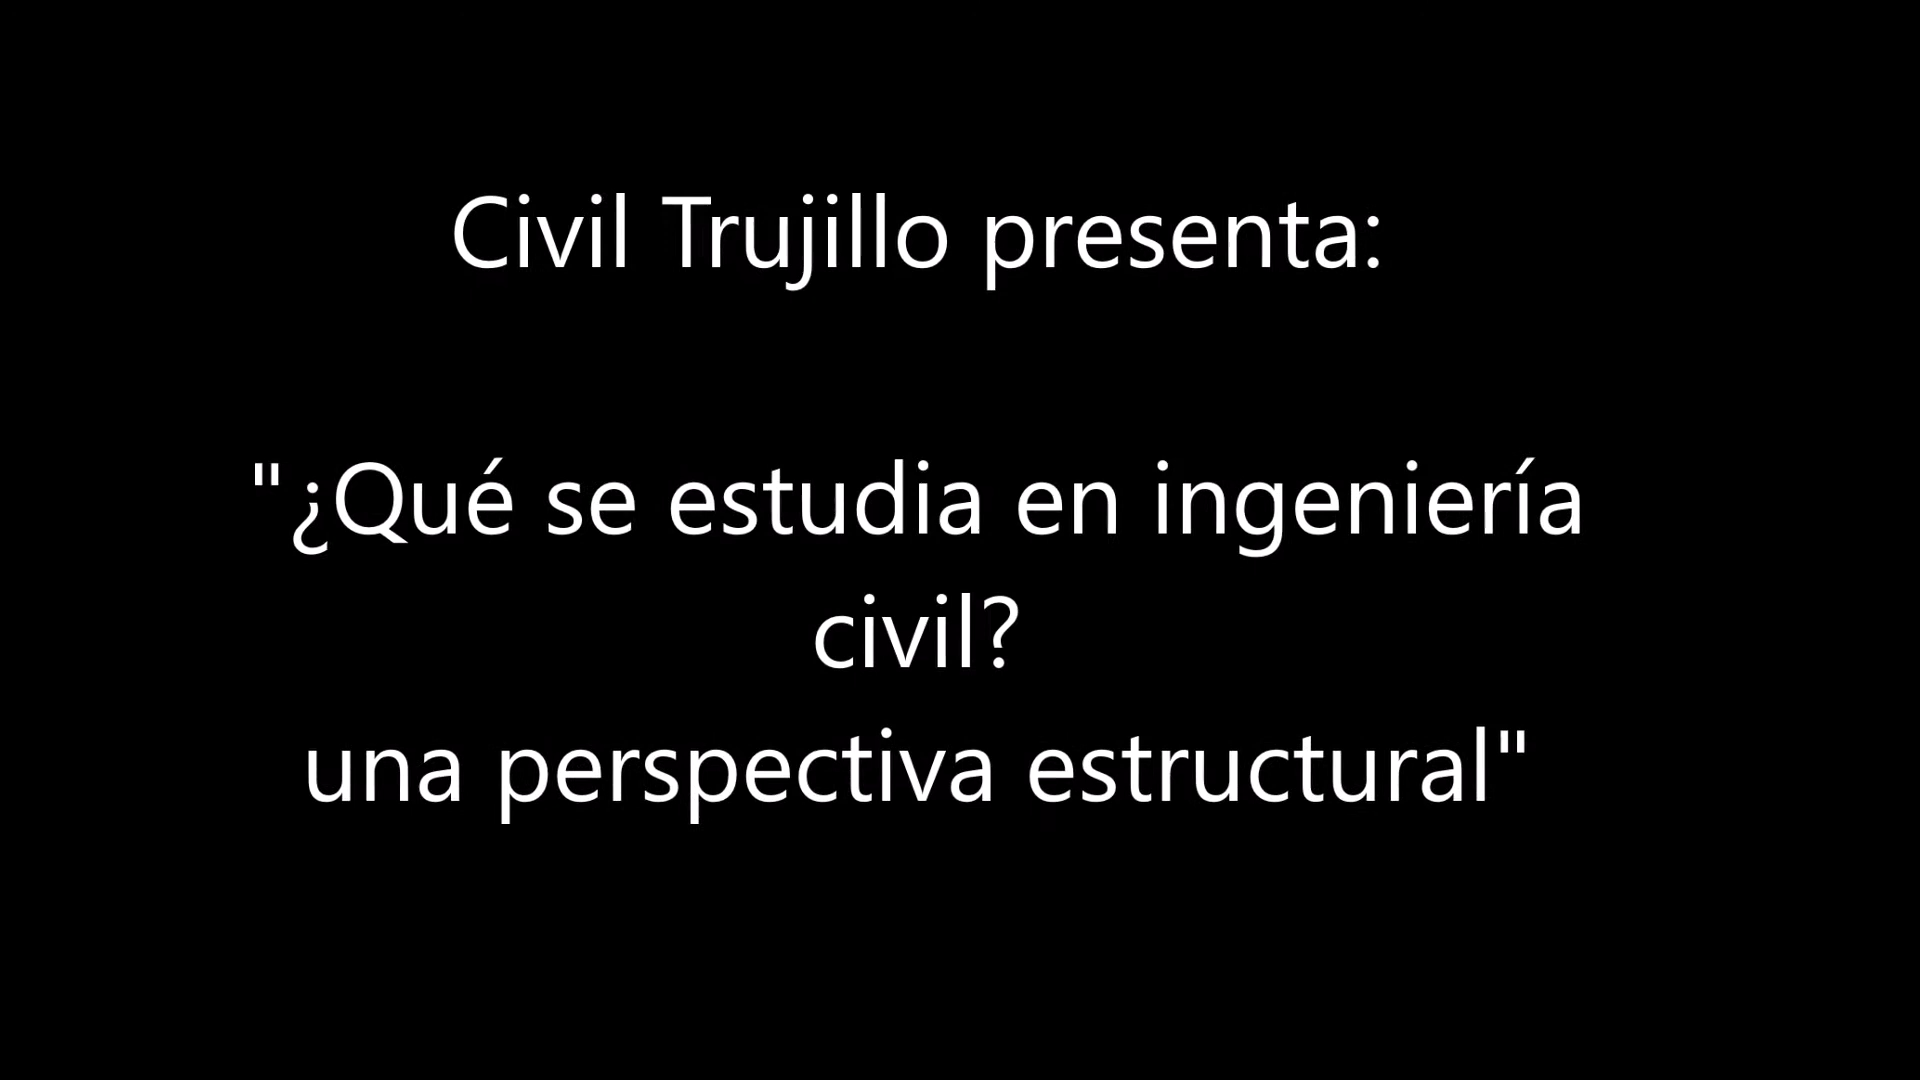 Civil Trujillo presenta:
"¿Qué se estudia en ingeniería
civil?
una perspectiva estructural"